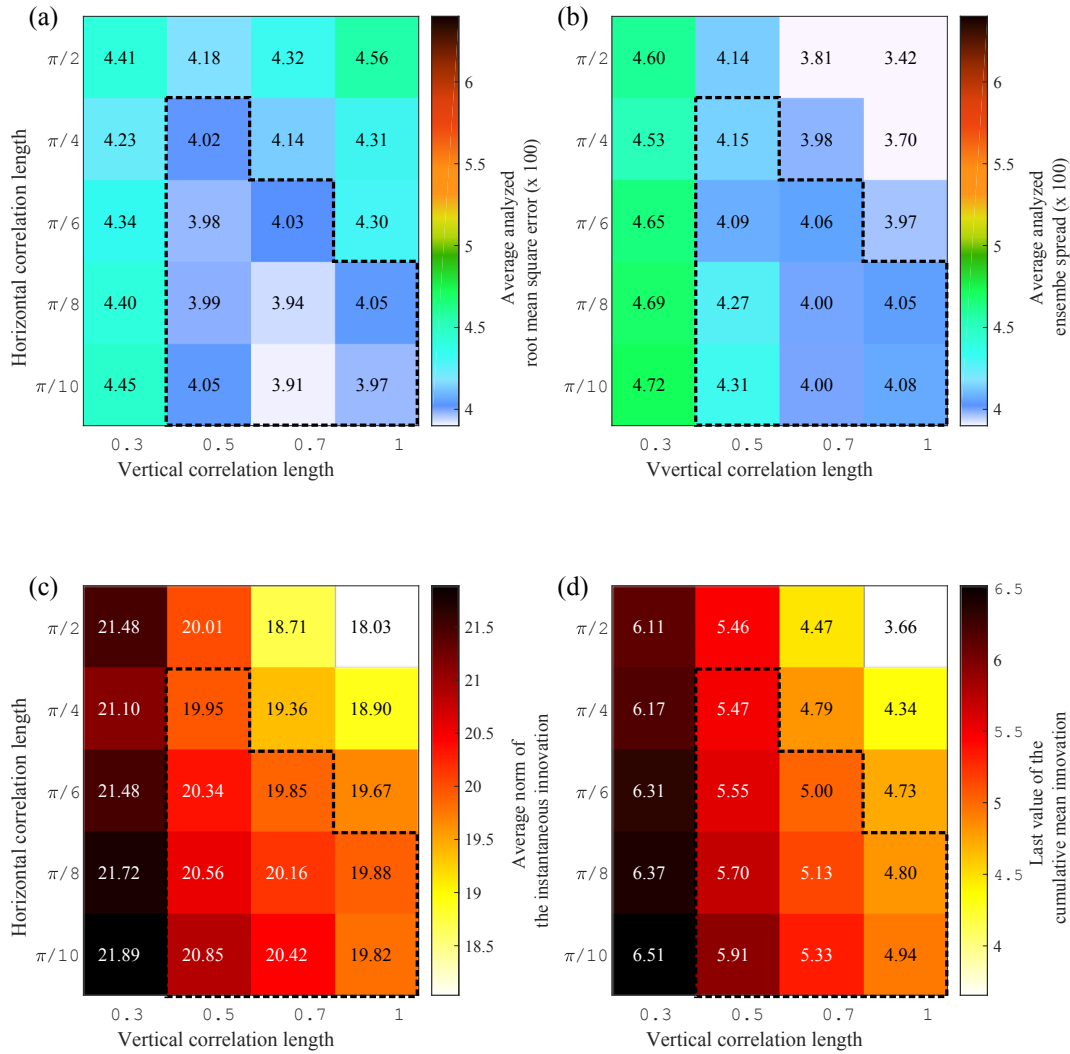 (a)
Horizontal correlation length
π/2 4.41 4.18 4.32 4.56
π/4 4.23 4.02 4.14 4.31
π/6 4.34 3.98 4.03 4.30
π/8 4.40 3.99 3.94 4.05
π/10 4.45 4.05 3.91 3.97
0.3 0.5 0.7 1
Vertical correlation length
6
5.5
5
4.5
4
Average analyzed
root mean square error (x 100)
(b)
4.60 4.14 3.81 3.42
π/2
4.53 4.15 3.98 3.70
π/4
4.65 4.09 4.06 3.97
π/6
4.69 4.27 4.00 4.05
π/8
4.72 4.31 4.00 4.08
π/10
0.3 0.5 0.7 1
Vvertical correlation length
6
5.5
5
4.5
4
Average analyzed
ensembe spread (x 100)
(c)
Horizontal correlation length
π/2 21.48 20.01 18.71 18.03
π/4 21.10 19.95 19.36 18.90
π/6 21.48 20.34 19.85 19.67
π/8 21.72 20.56 20.16 19.88
π/10 21.89 20.85 20.42 19.82
0.3 0.5 0.7 1
Vertical correlation length
21.5
21
20.5
20
19.5
19
18.5
Average norm of
the instantaneous innovation
(d)
π/2 6.11 5.46 4.47 3.66
π/4 6.17 5.47 4.79 4.34
π/6 6.31 5.55 5.00 4.73
π/8 6.37 5.70 5.13 4.80
π/10 6.51 5.91 5.33 4.94
0.3 0.5 0.7 1
Vertical correlation length
6.5
6
5.5
5
4.5
4
Last value of the
cumulative mean innovation